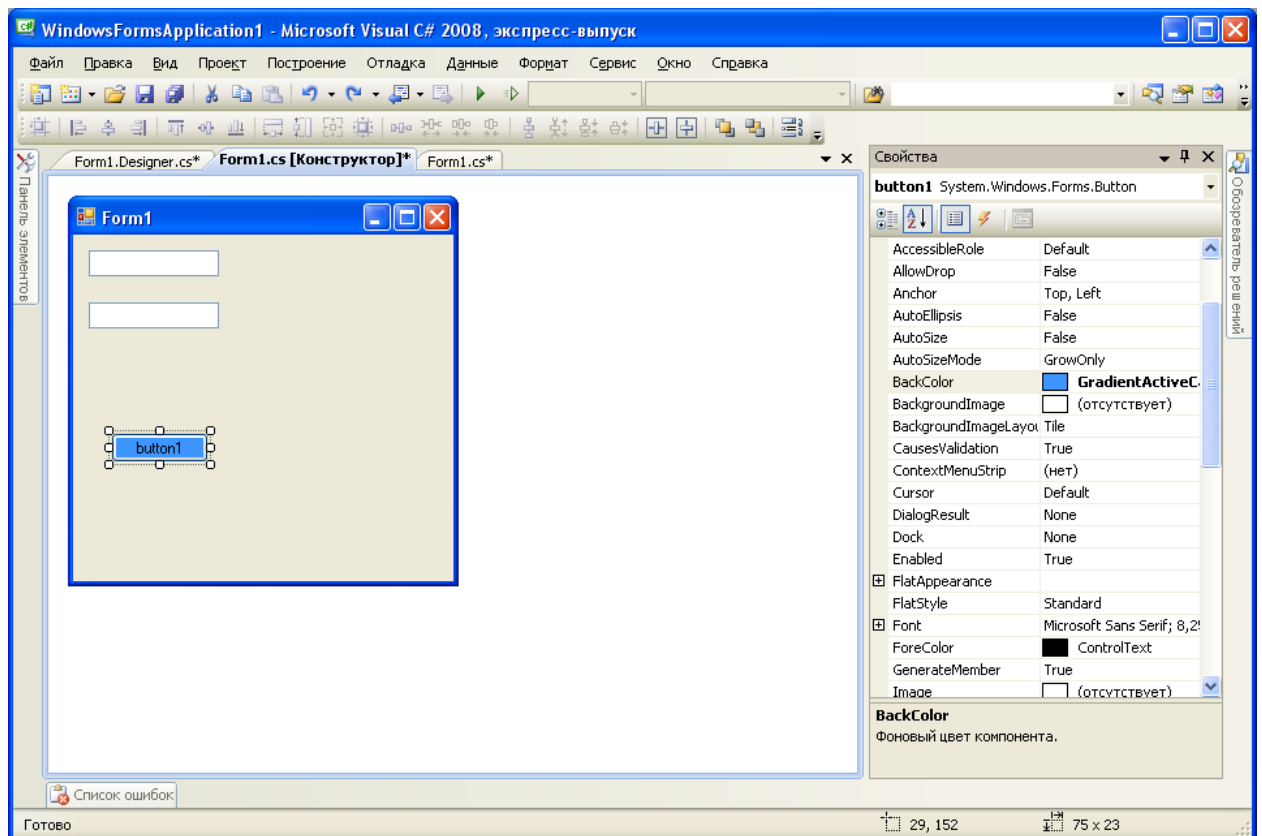 WindowsFormsApplication1 - Microsoft Visual C# 2008, экспресс-выпуск
Файл Правка Вид Проект Построение Отладка Данные Формат Сервис Окно Справка
Form1.Designer.cs* Form1.cs [Конструктор]* Form1.cs*
Панель элементов
Form1
button1
Свойства
button1 System.Windows.Forms.Button
AccessibleRole Default
AllowDrop False
Anchor Top, Left
AutoEllipsis False
AutoSize False
AutoSizeMode GrowOnly
BackColor GradientActiveC
BackgroundImage (отсутствует)
BackgroundImageLayou Tile
CausesValidation True
ContextMenuStrip (нет)
Cursor Default
DialogResult None
Dock None
Enabled True
FlatAppearance
FlatStyle Standard
Font Microsoft Sans Serif; 8,25
ForeColor ControlText
GenerateMember True
Image (отсутствует)
BackColor
Фоновый цвет компонента.
Обозреватель решений
Список ошибок
Готово 29, 152 75 x 23